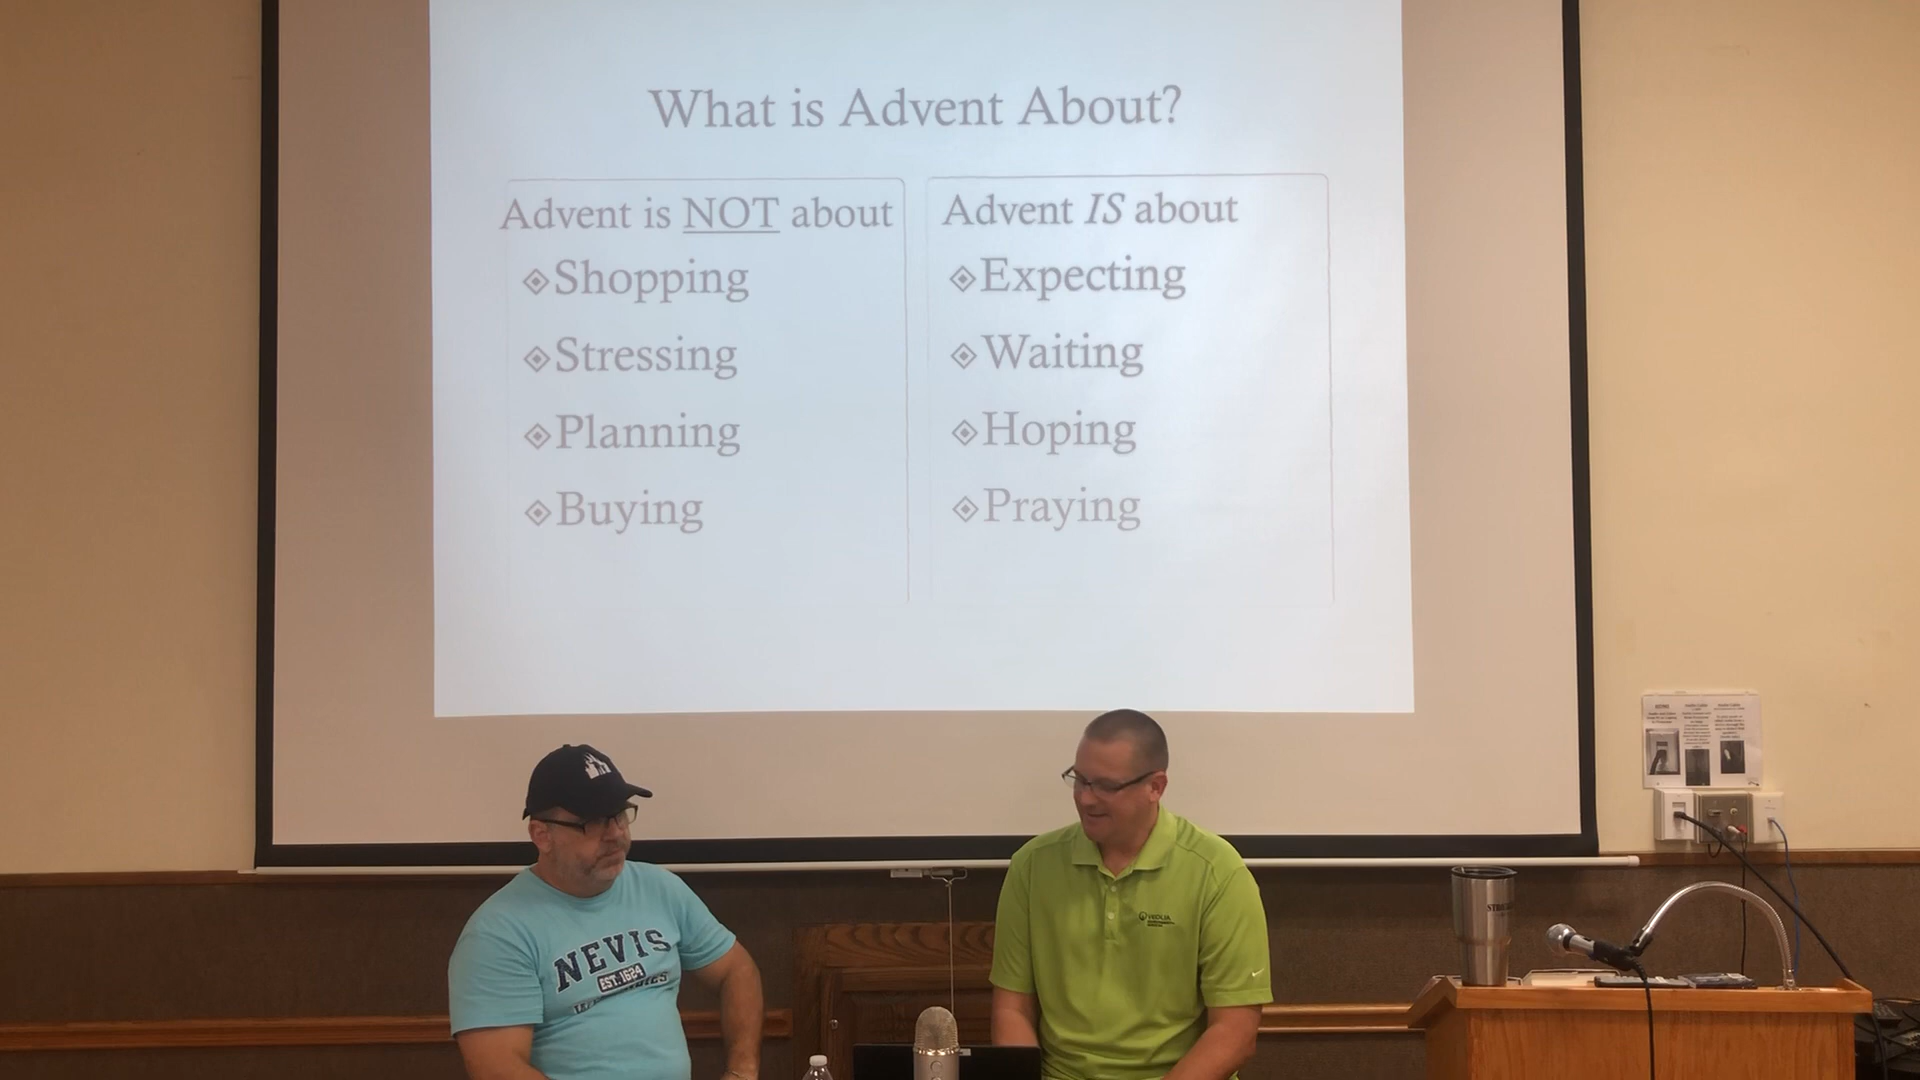 What is Advent About?
Advent is NOT about
Shopping
Stressing
Planning
Buying
Advent IS about
Expecting
Waiting
Hoping
Praying
NEVIS
EST. 1624
VEOLIA